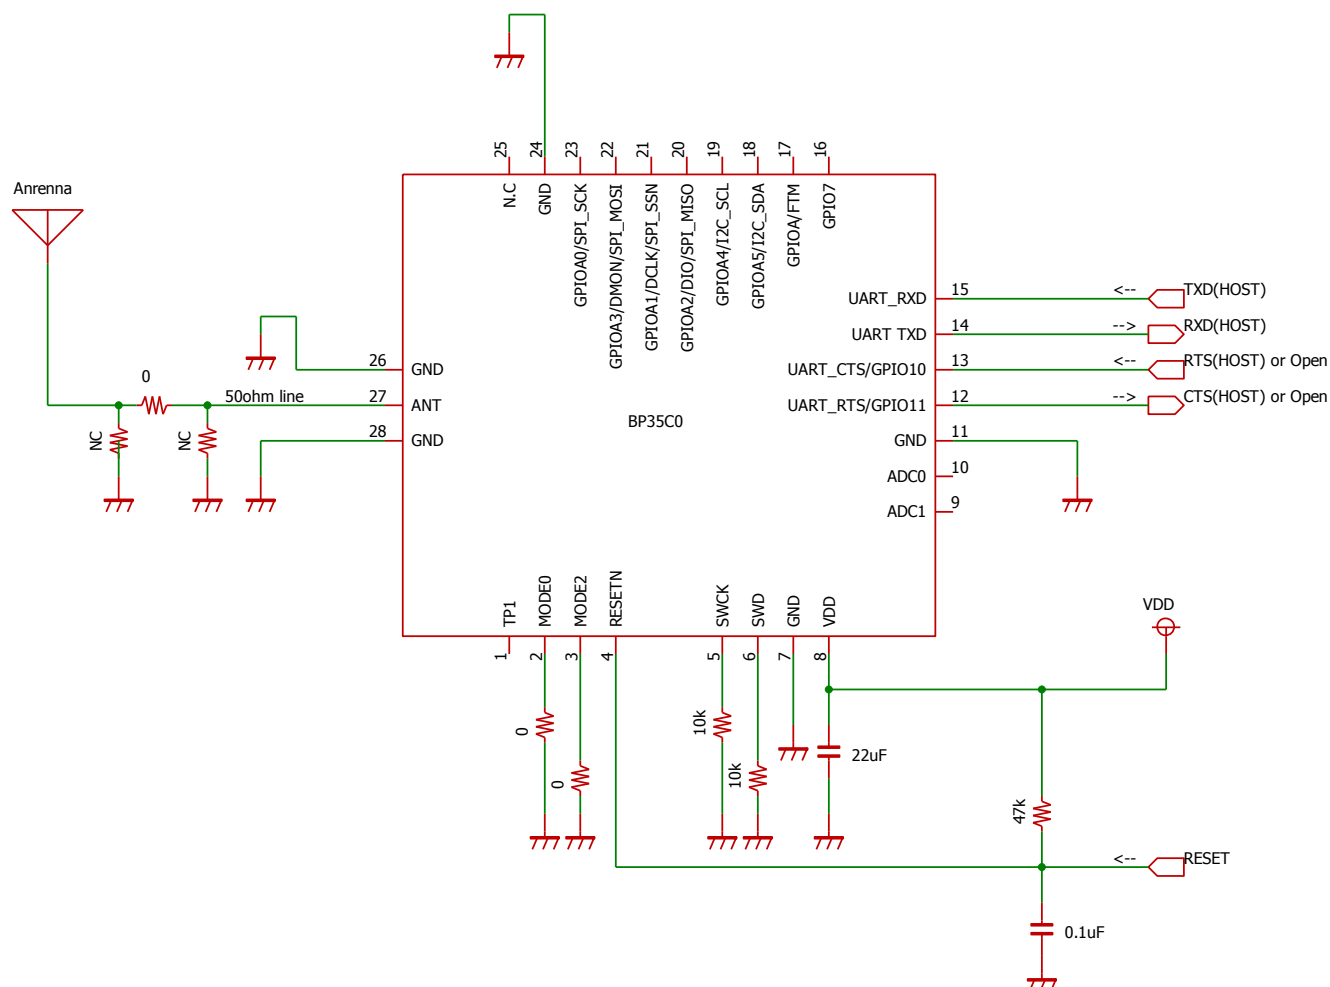 25
24
23
22
21
20
19
18
17
16
N.C
GND
GPIOA0/SPI_SCK
GPIOA3/DMON/SPI_MOSI
GPIOA1/DCLK/SPI_SSN
GPIOA2/DIO/SPI_MISO
GPIOA4/I2C_SCL
GPIOA5/I2C_SDA
GPIOA/FTM
GPIO7
Anrenna
UART_RXD 15 <-- TXD(HOST)
UART TXD 14 --> RXD(HOST)
26 GND
UART_CTS/GPIO10 13 <-- RTS(HOST) or Open
0
50ohm line 27 ANT
UART_RTS/GPIO11 12 --> CTS(HOST) or Open
BP35C0
NC
NC
28 GND
GND 11
ADC0 10
ADC1 9
TP1
MODE0
MODE2
RESETN
SWCK
SWD
GND
VDD
VDD
1
2
3
4
5
6
7
8
0
0
10k
10k
22uF
47k
<-- RESET
0.1uF